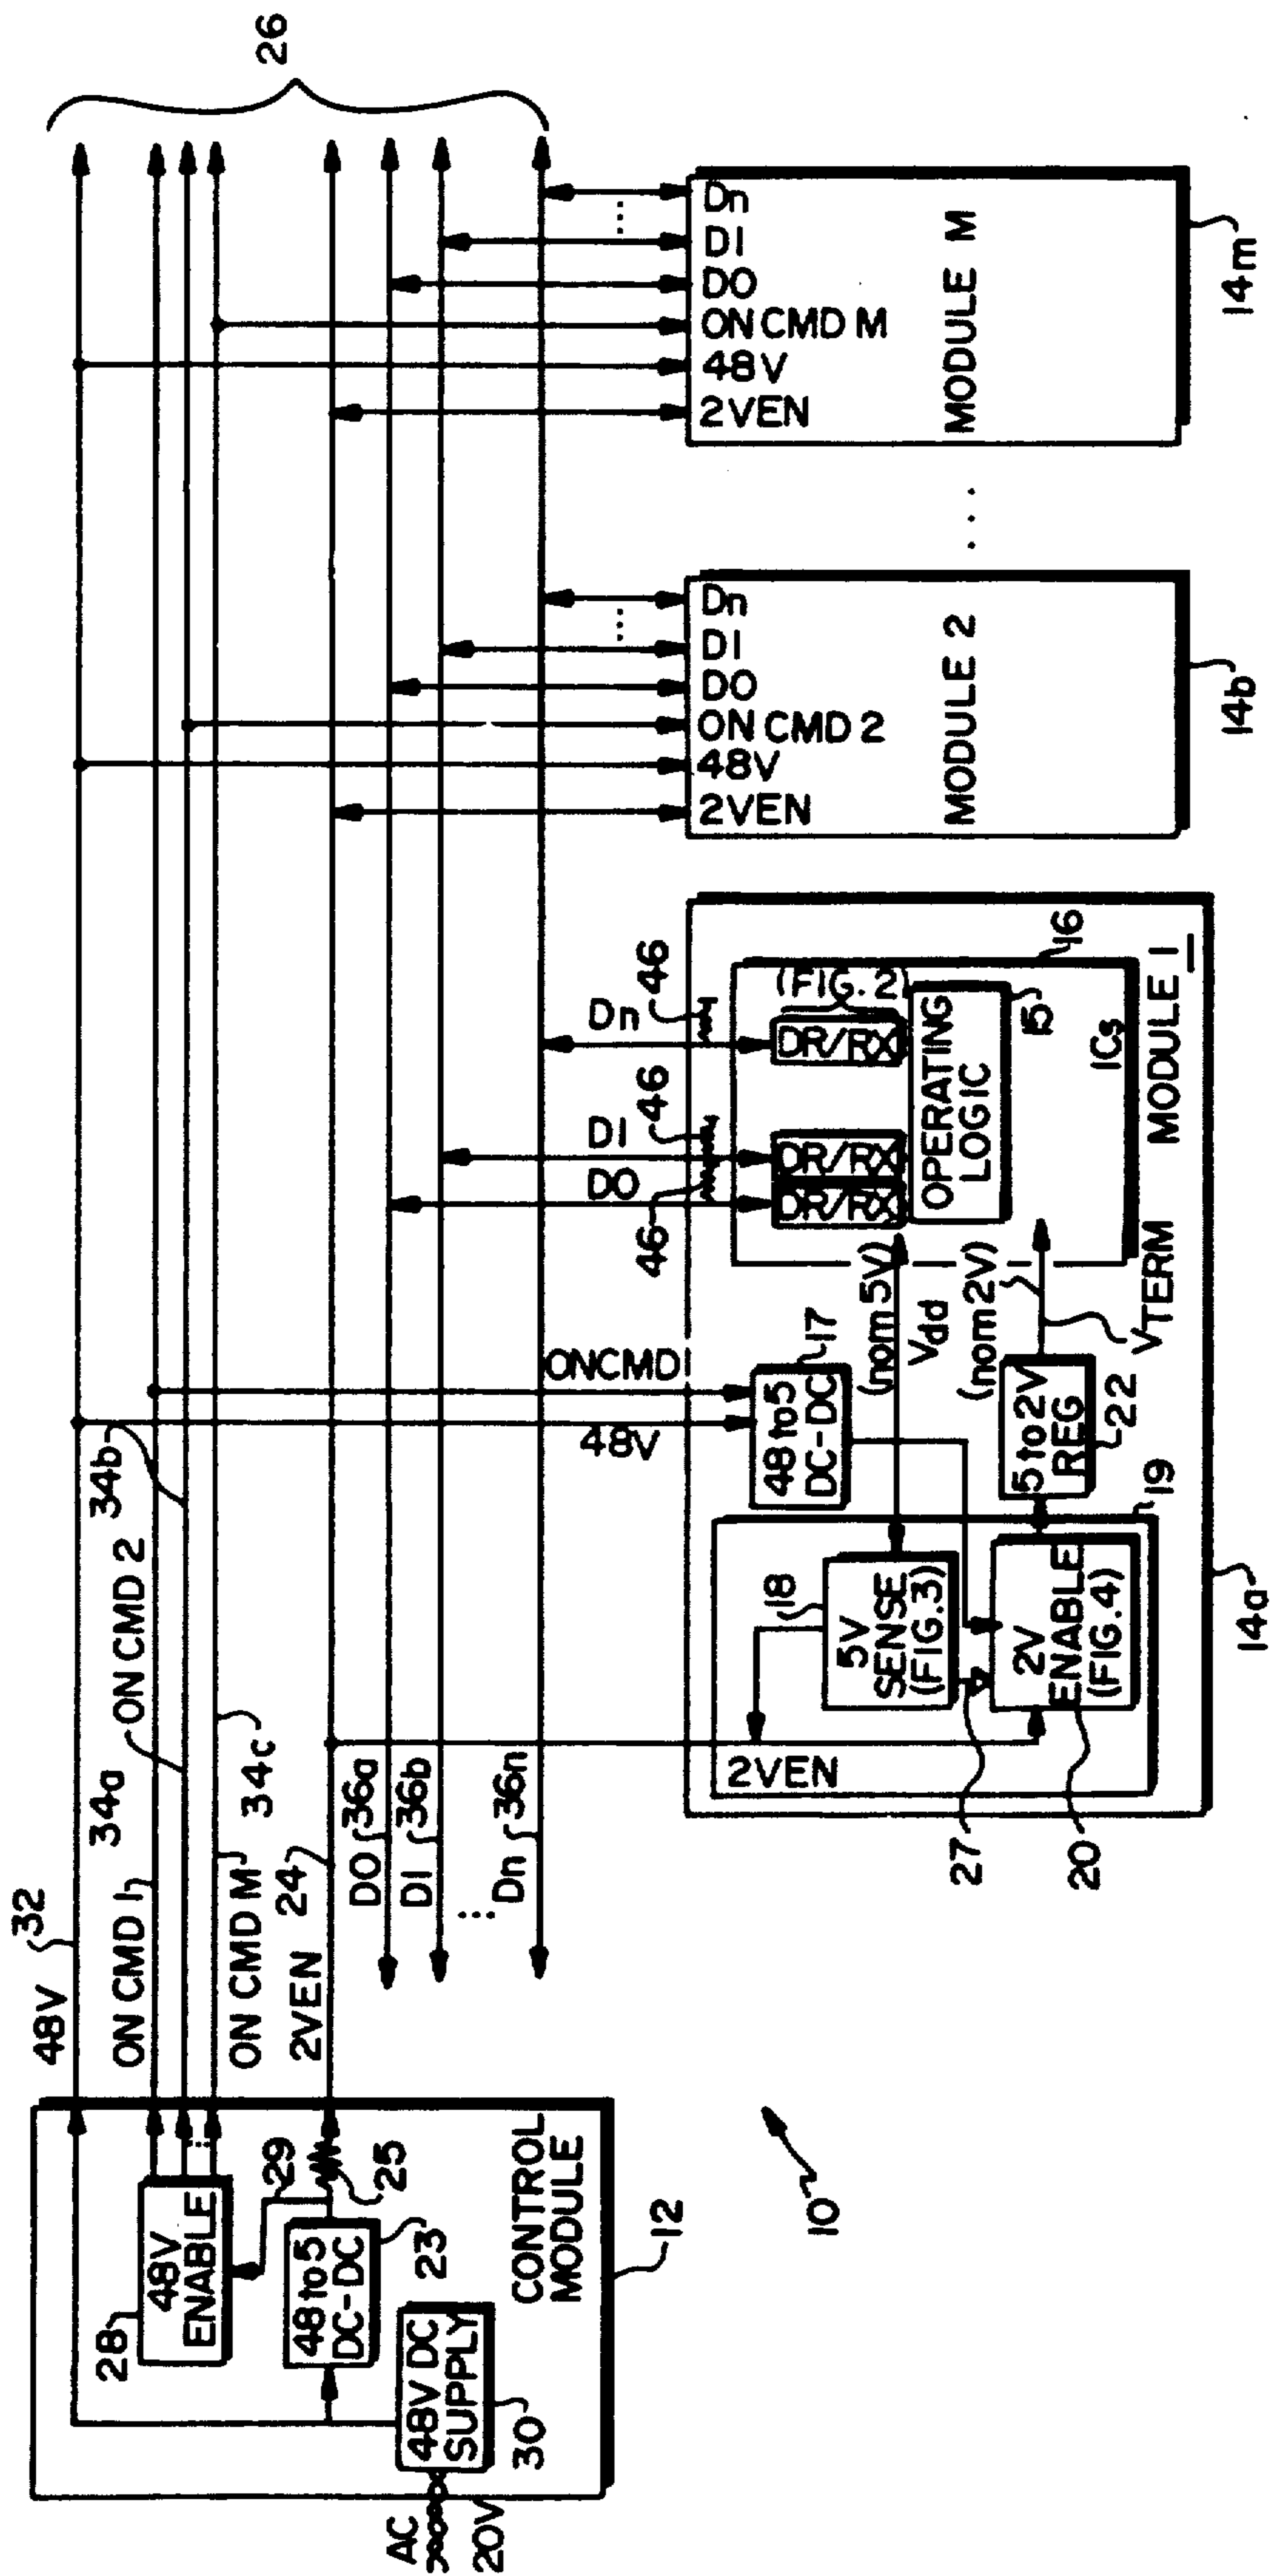 26
32
48V
34a
34b
ON CMD 1
ON CMD 2
ON CMD M
34c
2VEN
24
DO
36a
D1
36b
...
Dn
36n
28
48V
ENABLE
29
25
48 to 5
DC-DC
23
48V DC
SUPPLY
30
AC
20V
CONTROL
MODULE
12
10
48V
ONCMD
DO
D1
Dn
46
46
46
2VEN
18
5V
SENSE
(FIG.3)
27
2V
ENABLE
(FIG.4)
20
19
48 to 5
DC-DC
17
(nom 5V)
Vdd
(nom 2V)
5 to 2V
REG
22
VTERM
DR/RX
DR/RX
DR/RX
(FIG. 2)
OPERATING
LOGIC
15
16
ICs
MODULE 1
14a
2VEN
48V
ON CMD 2
DO
D1
...
Dn
MODULE 2
14b
...
2VEN
48V
ON CMD M
DO
D1
...
Dn
MODULE M
14m